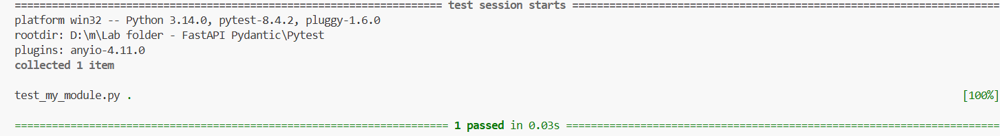 ============================================================================= test session starts =============================================================================
platform win32 -- Python 3.14.0, pytest-8.4.2, pluggy-1.6.0
rootdir: D:\m\Lab folder - FastAPI Pydantic\Pytest
plugins: anyio-4.11.0
collected 1 item
test_my_module.py . [100%]
============================================================================== 1 passed in 0.03s ==============================================================================